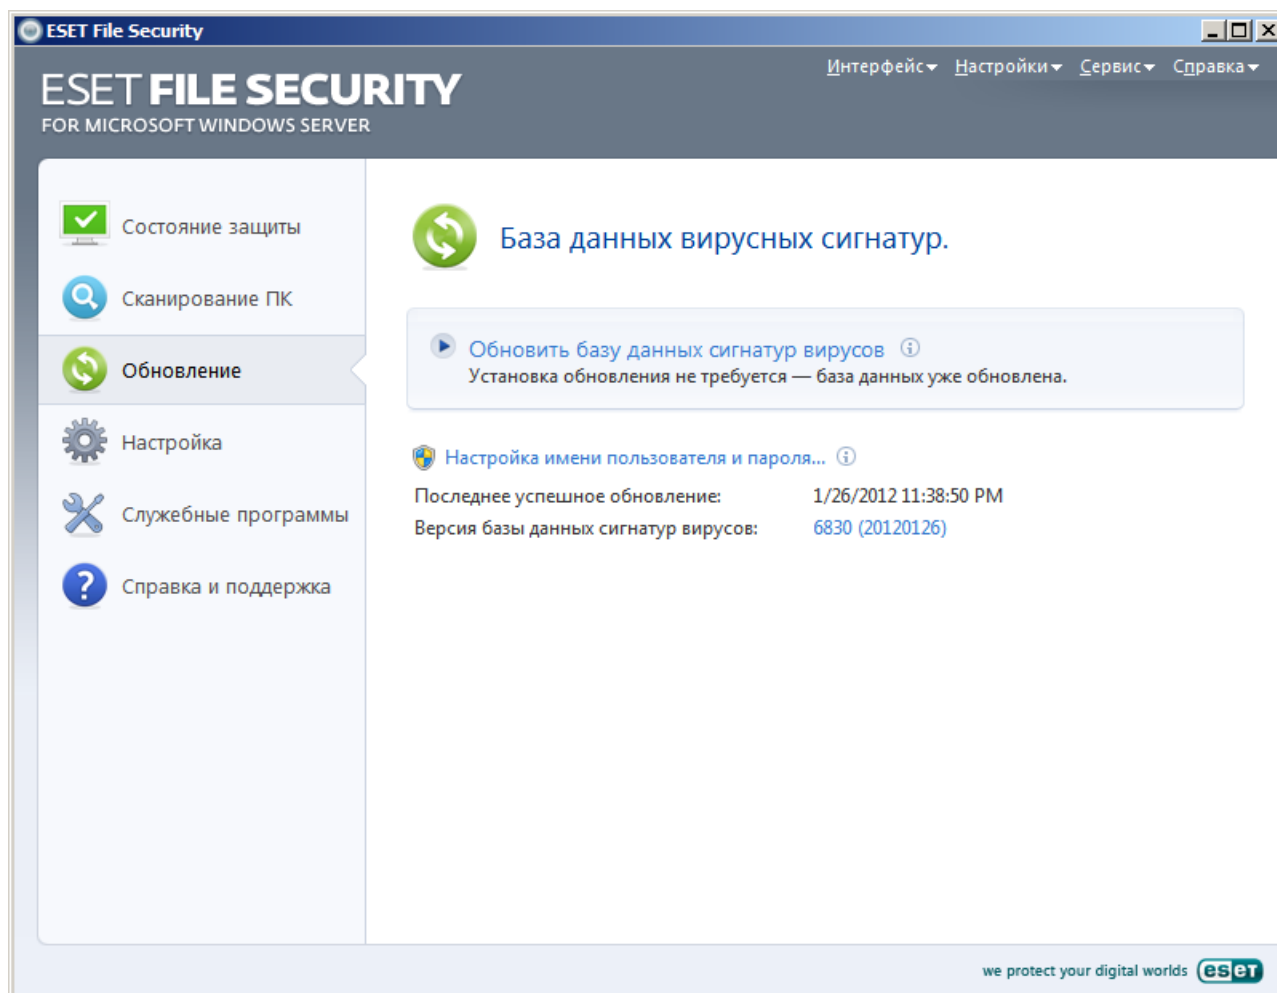 ESET File Security
Интерфейс Настройки Сервис Справка
ESET FILE SECURITY
FOR MICROSOFT WINDOWS SERVER
Состояние защиты
Сканирование ПК
Обновление
Настройка
Служебные программы
Справка и поддержка
База данных вирусных сигнатур.
Обновить базу данных сигнатур вирусов
Установка обновления не требуется — база данных уже обновлена.
Настройка имени пользователя и пароля...
Последнее успешное обновление: 1/26/2012 11:38:50 PM
Версия базы данных сигнатур вирусов: 6830 (20120126)
we protect your digital worlds eset